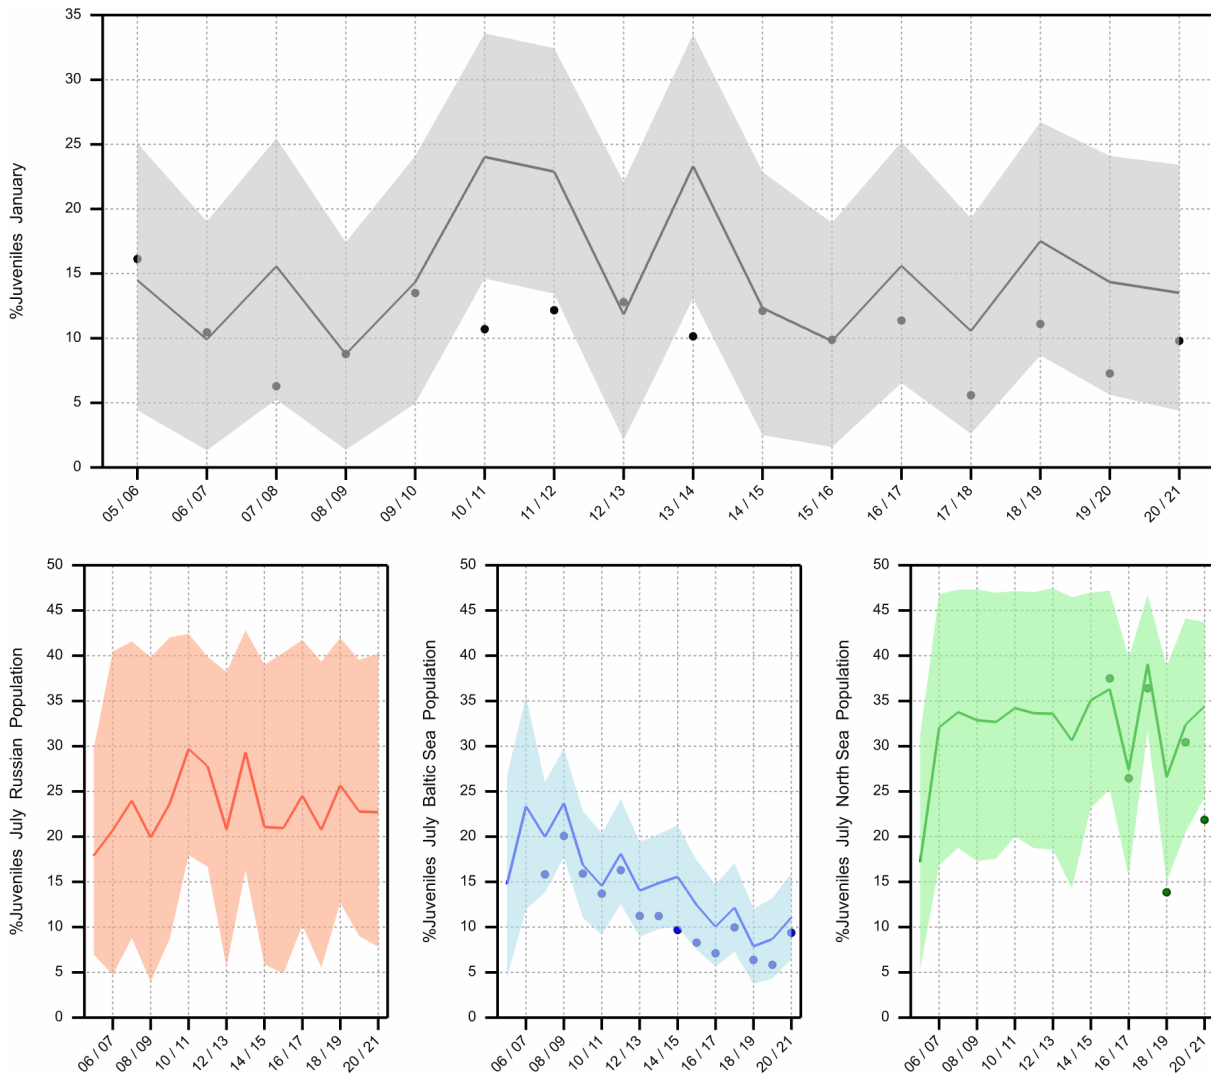 35
30
25
20
15
10
5
0
%Juveniles January
05 / 06
06 / 07
07 / 08
08 / 09
09 / 10
10 / 11
11 / 12
12 / 13
13 / 14
14 / 15
15 / 16
16 / 17
17 / 18
18 / 19
19 / 20
20 / 21
50
45
40
35
30
25
20
15
10
5
0
%Juveniles July Russian Population
06 / 07
08 / 09
10 / 11
12 / 13
14 / 15
16 / 17
18 / 19
20 / 21
50
45
40
35
30
25
20
15
10
5
0
%Juveniles July Baltic Sea Population
06 / 07
08 / 09
10 / 11
12 / 13
14 / 15
16 / 17
18 / 19
20 / 21
50
45
40
35
30
25
20
15
10
5
0
%Juveniles July North Sea Population
06 / 07
08 / 09
10 / 11
12 / 13
14 / 15
16 / 17
18 / 19
20 / 21